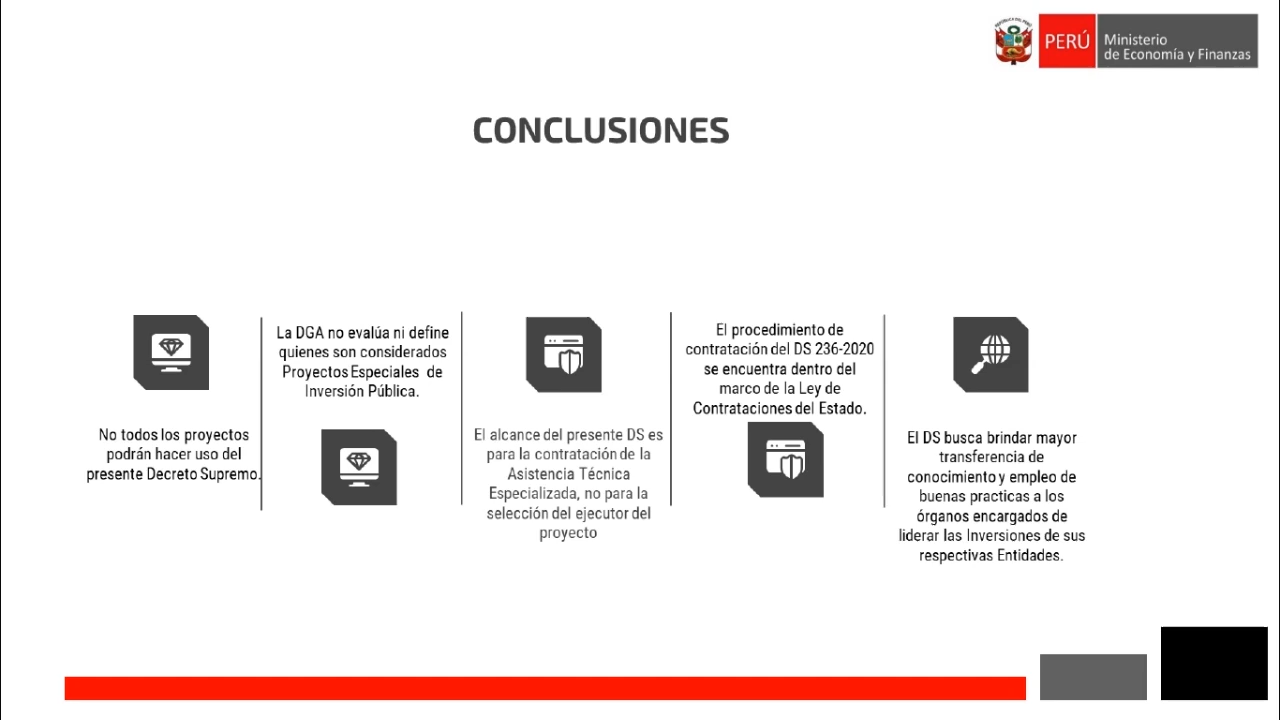 REPÚBLICA DEL PERÚ
PERÚ
Ministerio
de Economía y Finanzas
CONCLUSIONES
No todos los proyectos
podrán hacer uso del
presente Decreto Supremo.
La DGA no evalúa ni define
quienes son considerados
Proyectos Especiales de
Inversión Pública.
El alcance del presente DS es
para la contratación de la
Asistencia Técnica
Especializada, no para la
selección del ejecutor del
proyecto
El procedimiento de
contratación del DS 236-2020
se encuentra dentro del
marco de la Ley de
Contrataciones del Estado.
El DS busca brindar mayor
transferencia de
conocimiento y empleo de
buenas practicas a los
órganos encargados de
liderar las Inversiones de sus
respectivas Entidades.